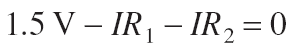 1.5 V − IR₁ − IR₂ = 0